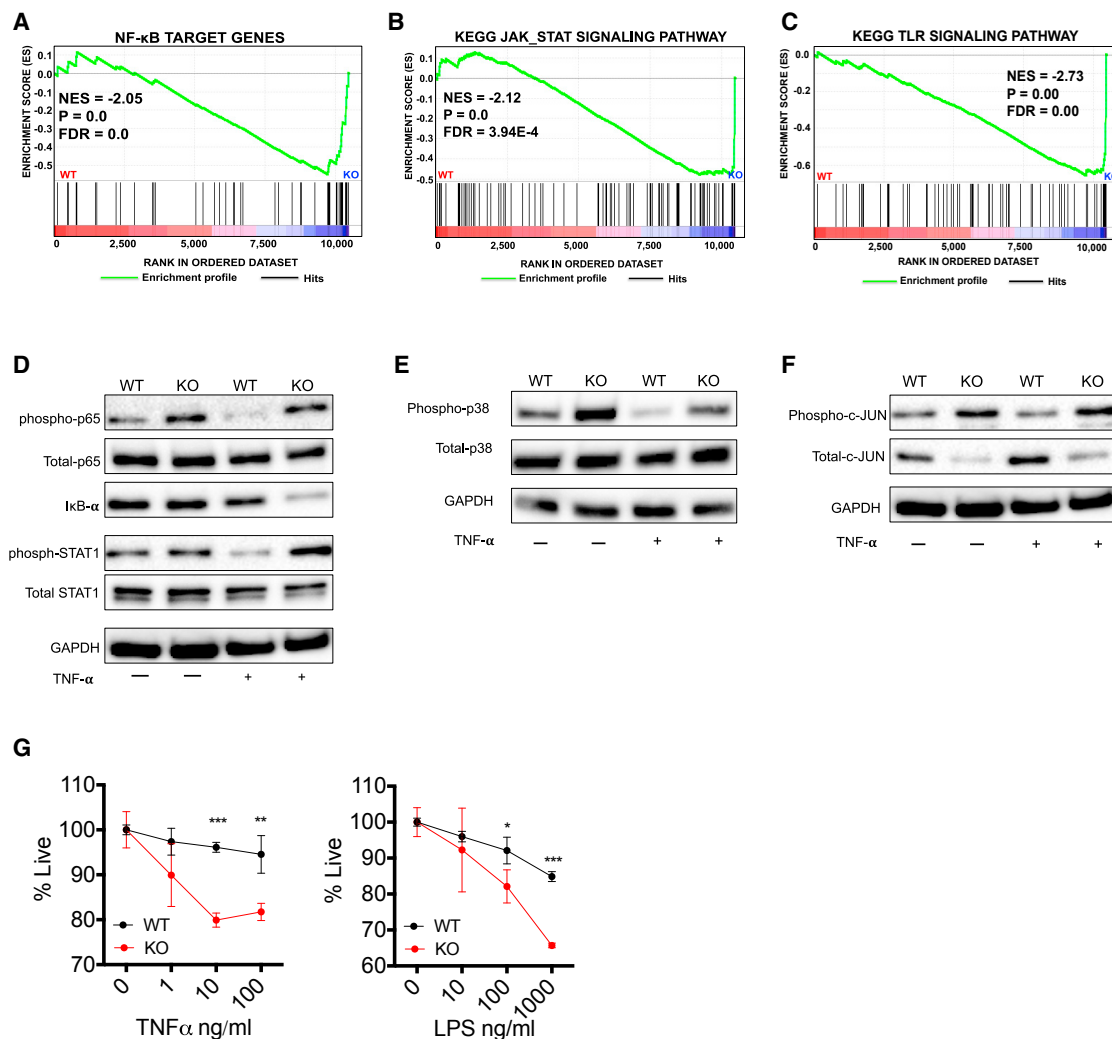 A
NF-κB TARGET GENES
ENRICHMENT SCORE (ES)
0.1
0.0
-0.1
-0.2
-0.3
-0.4
-0.5
NES = -2.05
P = 0.0
FDR = 0.0
WT
KO
0
2,500
5,000
7,500
10,000
RANK IN ORDERED DATASET
Enrichment profile
Hits
B
KEGG JAK_STAT SIGNALING PATHWAY
ENRICHMENT SCORE (ES)
0.1
0.0
-0.1
-0.2
-0.3
-0.4
-0.5
NES = -2.12
P = 0.0
FDR = 3.94E-4
WT
KO
0
2,500
5,000
7,500
10,000
RANK IN ORDERED DATASET
Enrichment profile
Hits
C
KEGG TLR SIGNALING PATHWAY
ENRICHMENT SCORE (ES)
0.0
-0.2
-0.4
-0.6
NES = -2.73
P = 0.00
FDR = 0.00
WT
0
2,500
5,000
7,500
10,000
RANK IN ORDERED DATASET
Enrichment profile
Hits
D
WT KO WT KO
phospho-p65
Total-p65
IκB-α
phosph-STAT1
Total STAT1
GAPDH
TNF-α — — + +
E
WT KO WT KO
Phospho-p38
Total-p38
GAPDH
TNF-α — — + +
F
WT KO WT KO
Phospho-c-JUN
Total-c-JUN
GAPDH
TNF-α — — + +
G
% Live
110
100
90
80
70
*** **
WT
KO
0 1 10 100
TNFα ng/ml
% Live
110
100
90
80
70
60
* ***
WT
KO
0 10 100 1000
LPS ng/ml